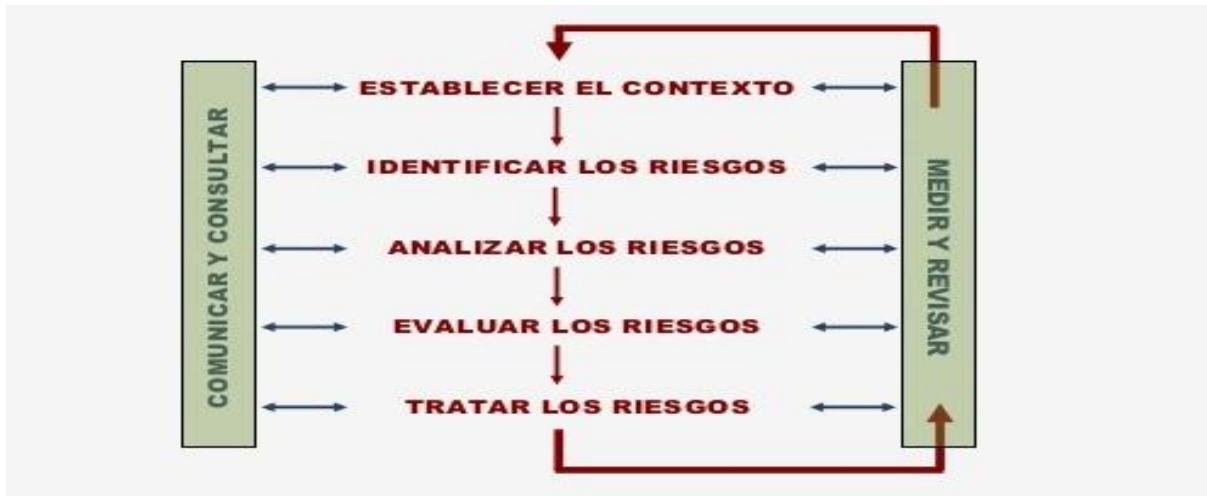 COMUNICAR Y CONSULTAR
ESTABLECER EL CONTEXTO
IDENTIFICAR LOS RIESGOS
ANALIZAR LOS RIESGOS
EVALUAR LOS RIESGOS
TRATAR LOS RIESGOS
MEDIR Y REVISAR